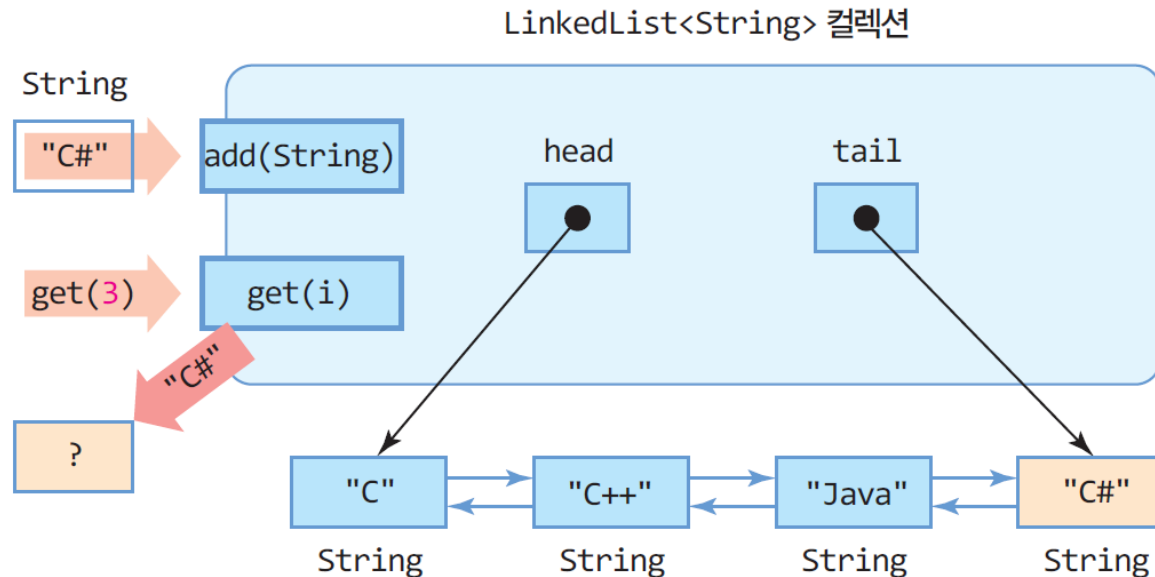 LinkedList<String> 컬렉션
String
"C#"
add(String)
head
tail
get(3)
get(i)
"C#"
?
"C"
"C++"
"Java"
"C#"
String
String
String
String